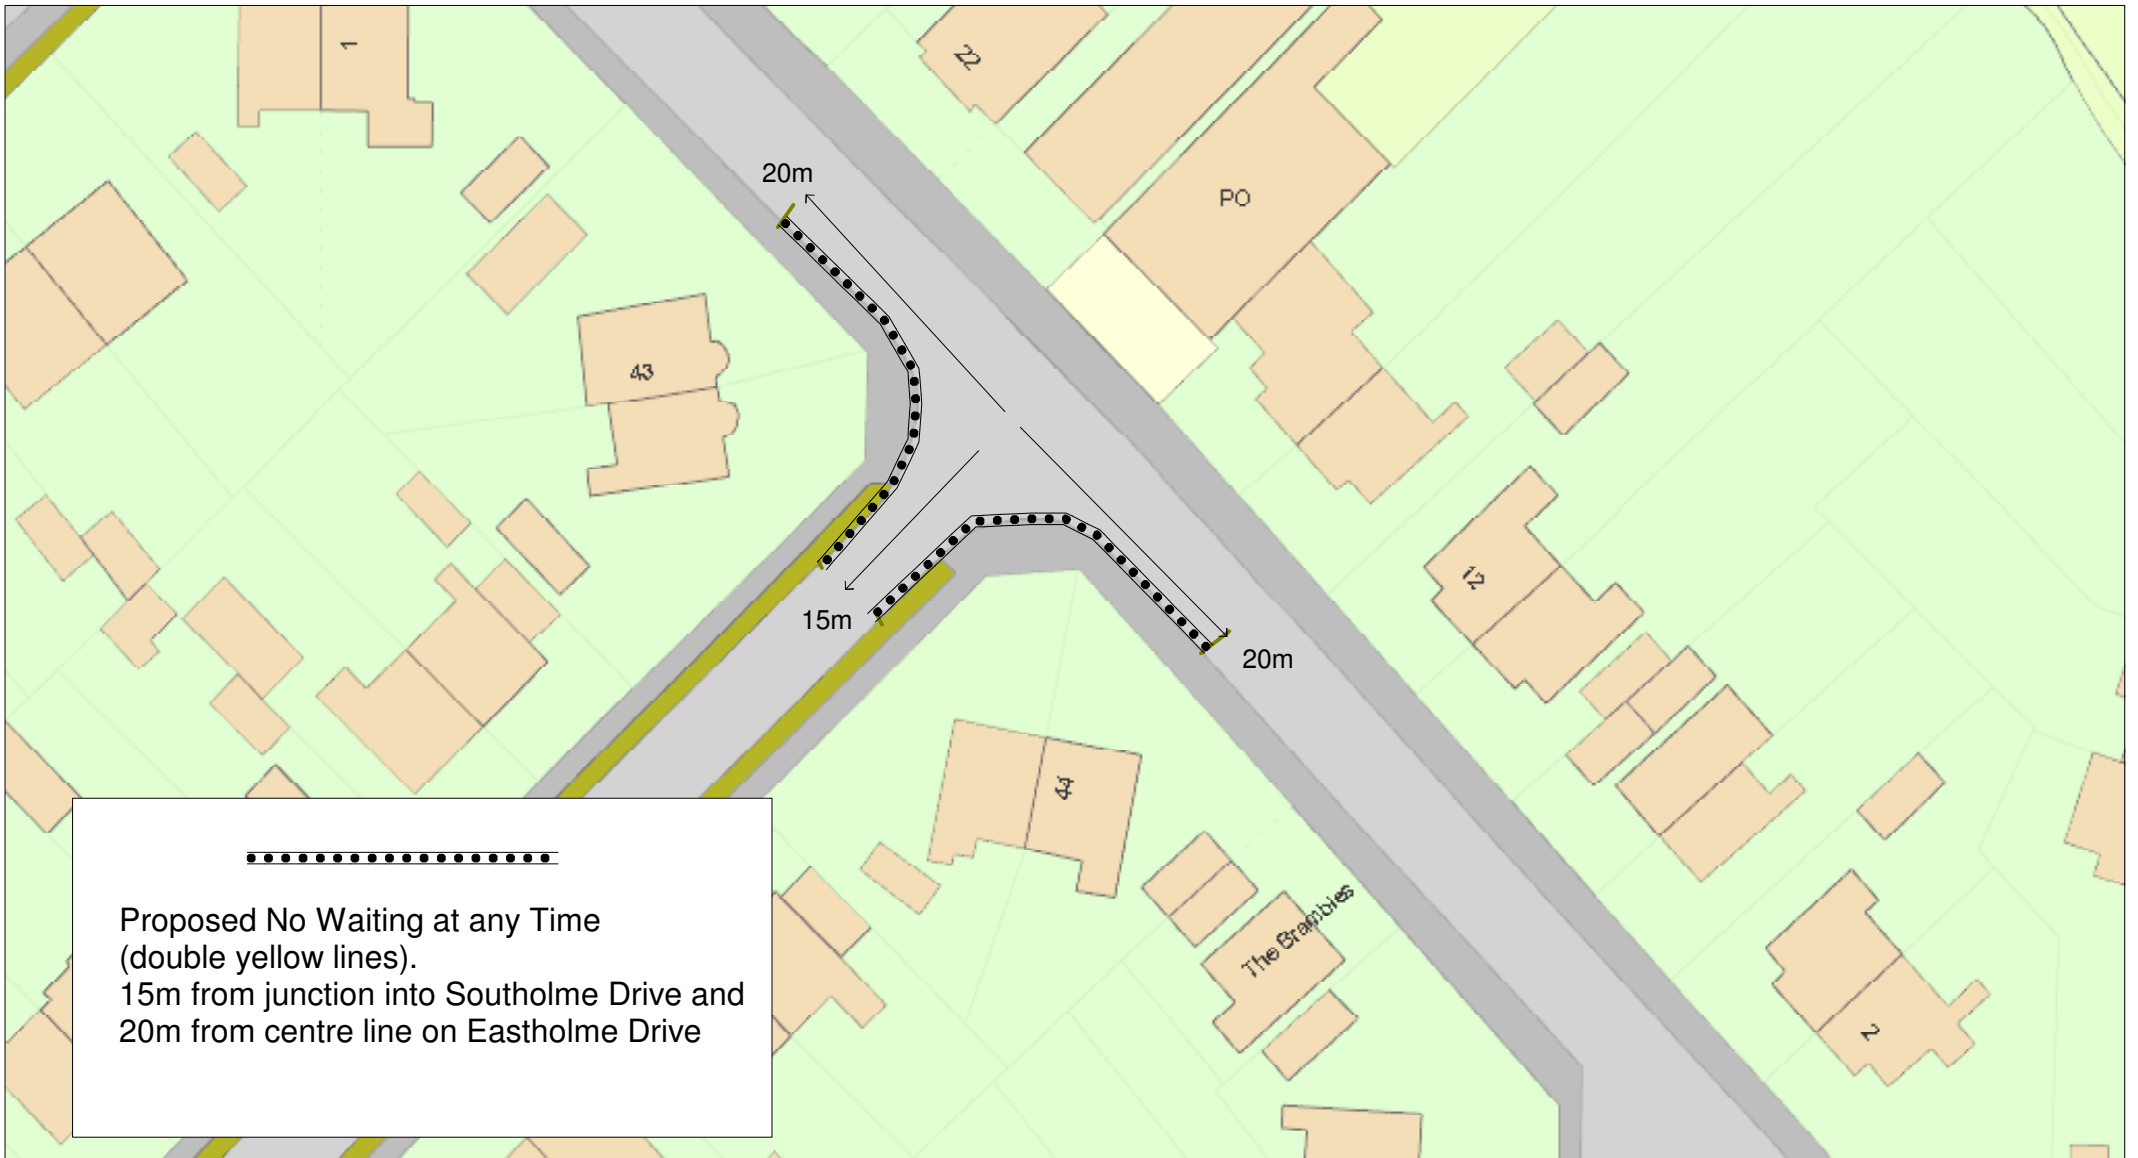 1
22
20m
PO
43
12
15m
20m
44
The Brambles
2
Proposed No Waiting at any Time
(double yellow lines).
15m from junction into Southolme Drive and
20m from centre line on Eastholme Drive